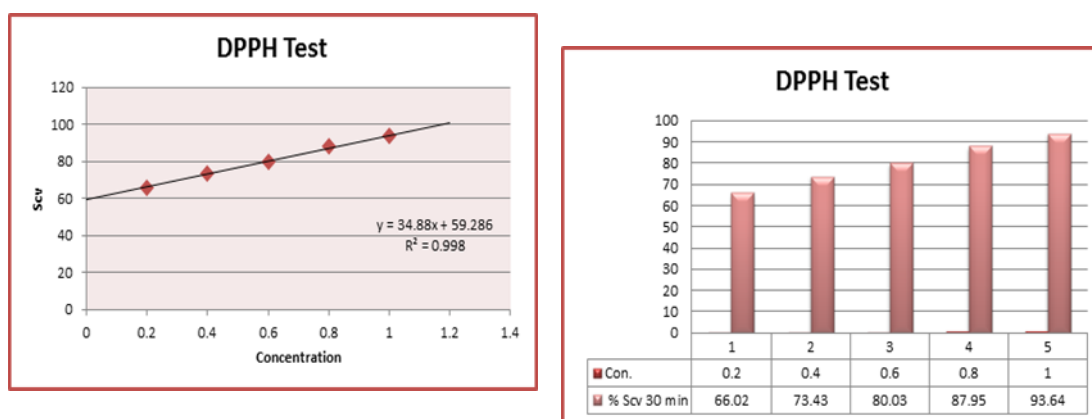 DPPH Test
120
100
80
60
40
20
0
Scv
y = 34.88x + 59.286
R² = 0.998
0 0.2 0.4 0.6 0.8 1 1.2 1.4
Concentration
DPPH Test
100
90
80
70
60
50
40
30
20
10
0
1 2 3 4 5
Con. 0.2 0.4 0.6 0.8 1
% Scv 30 min 66.02 73.43 80.03 87.95 93.64